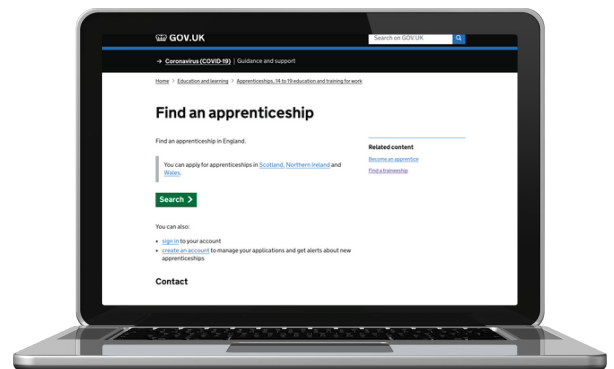 GOV.UK
Search on GOV.UK
→ Coronavirus (COVID-19) | Guidance and support
Home > Education and learning > Apprenticeships, 14 to 19 education and training for work
Find an apprenticeship
Find an apprenticeship in England.
You can apply for apprenticeships in Scotland, Northern Ireland and
Wales.
Search >
You can also:
• sign in to your account
• create an account to manage your applications and get alerts about new
apprenticeships
Contact
Related content
Become an apprentice
Find a traineeship